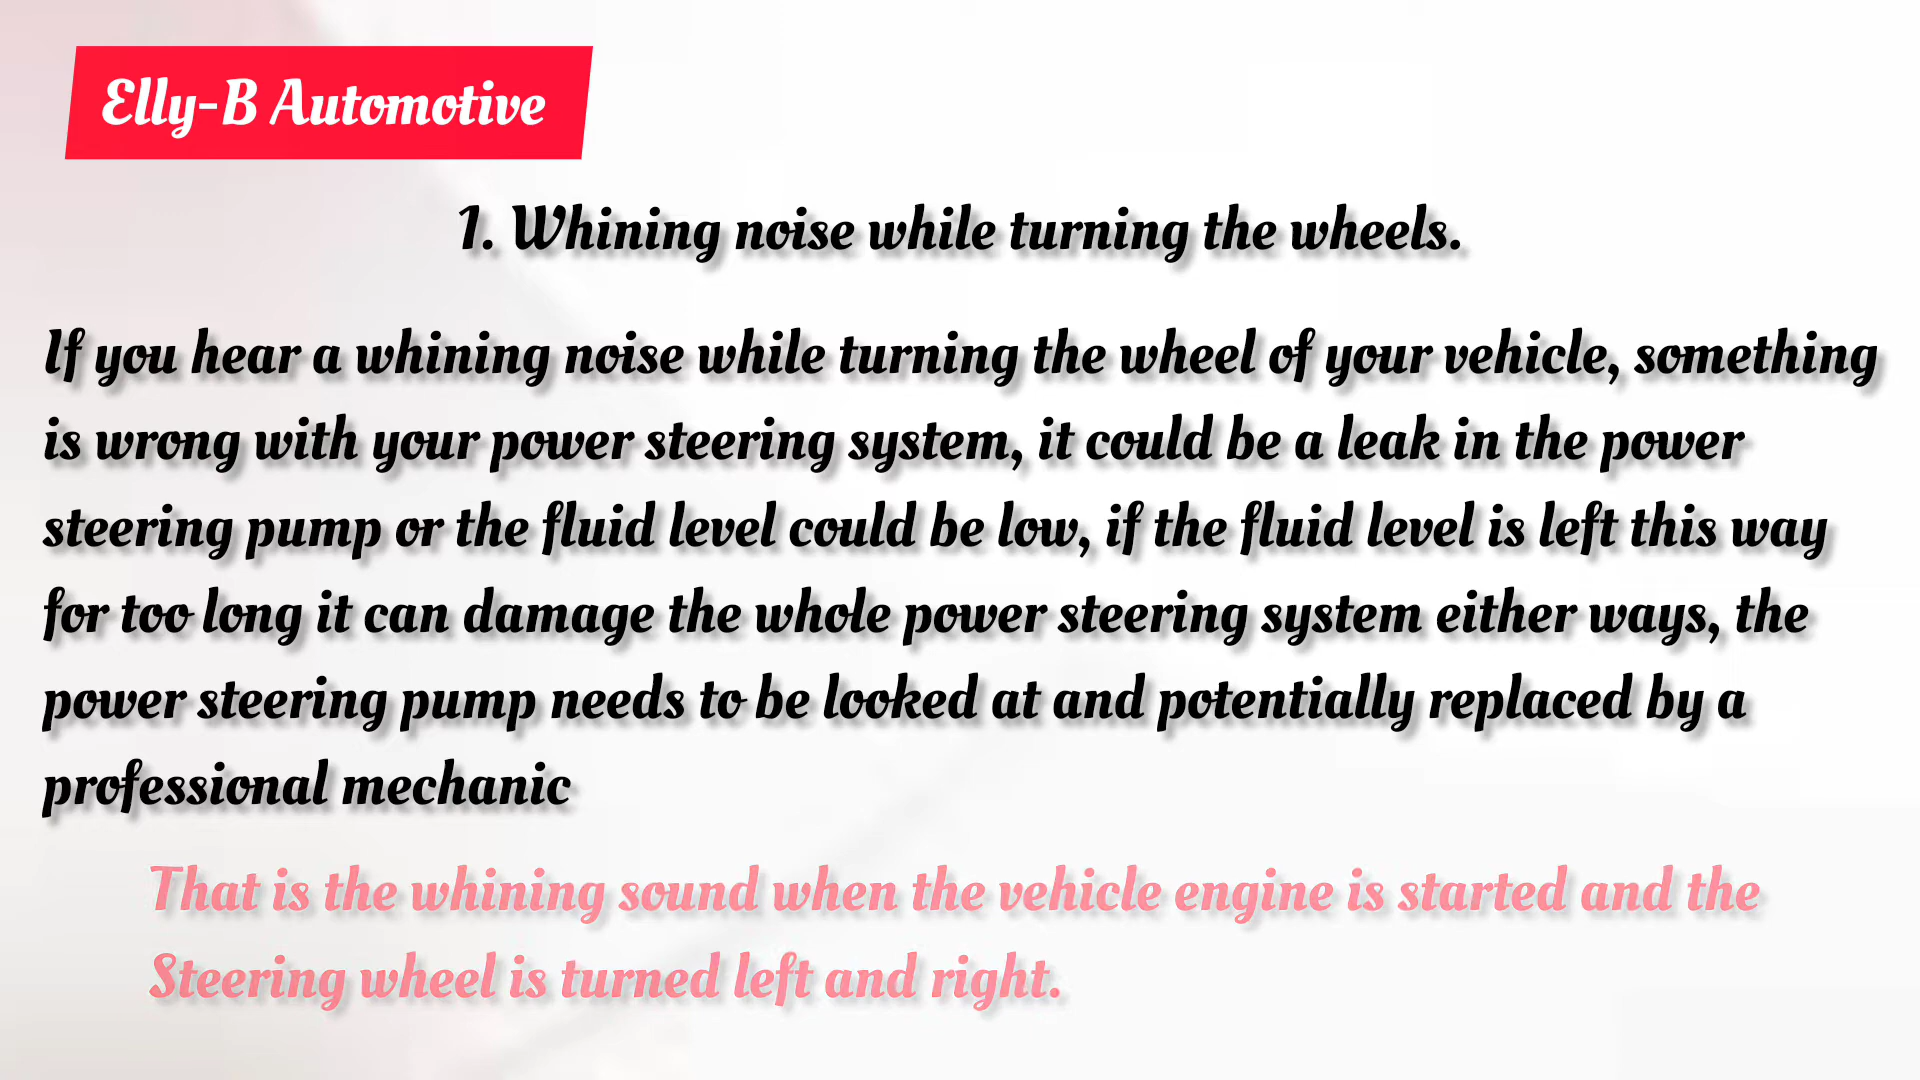 Elly-B Automotive
1. Whining noise while turning the wheels.
If you hear a whining noise while turning the wheel of your vehicle, something
is wrong with your power steering system, it could be a leak in the power
steering pump or the fluid level could be low, if the fluid level is left this way
for too long it can damage the whole power steering system either ways, the
power steering pump needs to be looked at and potentially replaced by a
professional mechanic
That is the whining sound when the vehicle engine is started and the
Steering wheel is turned left and right.